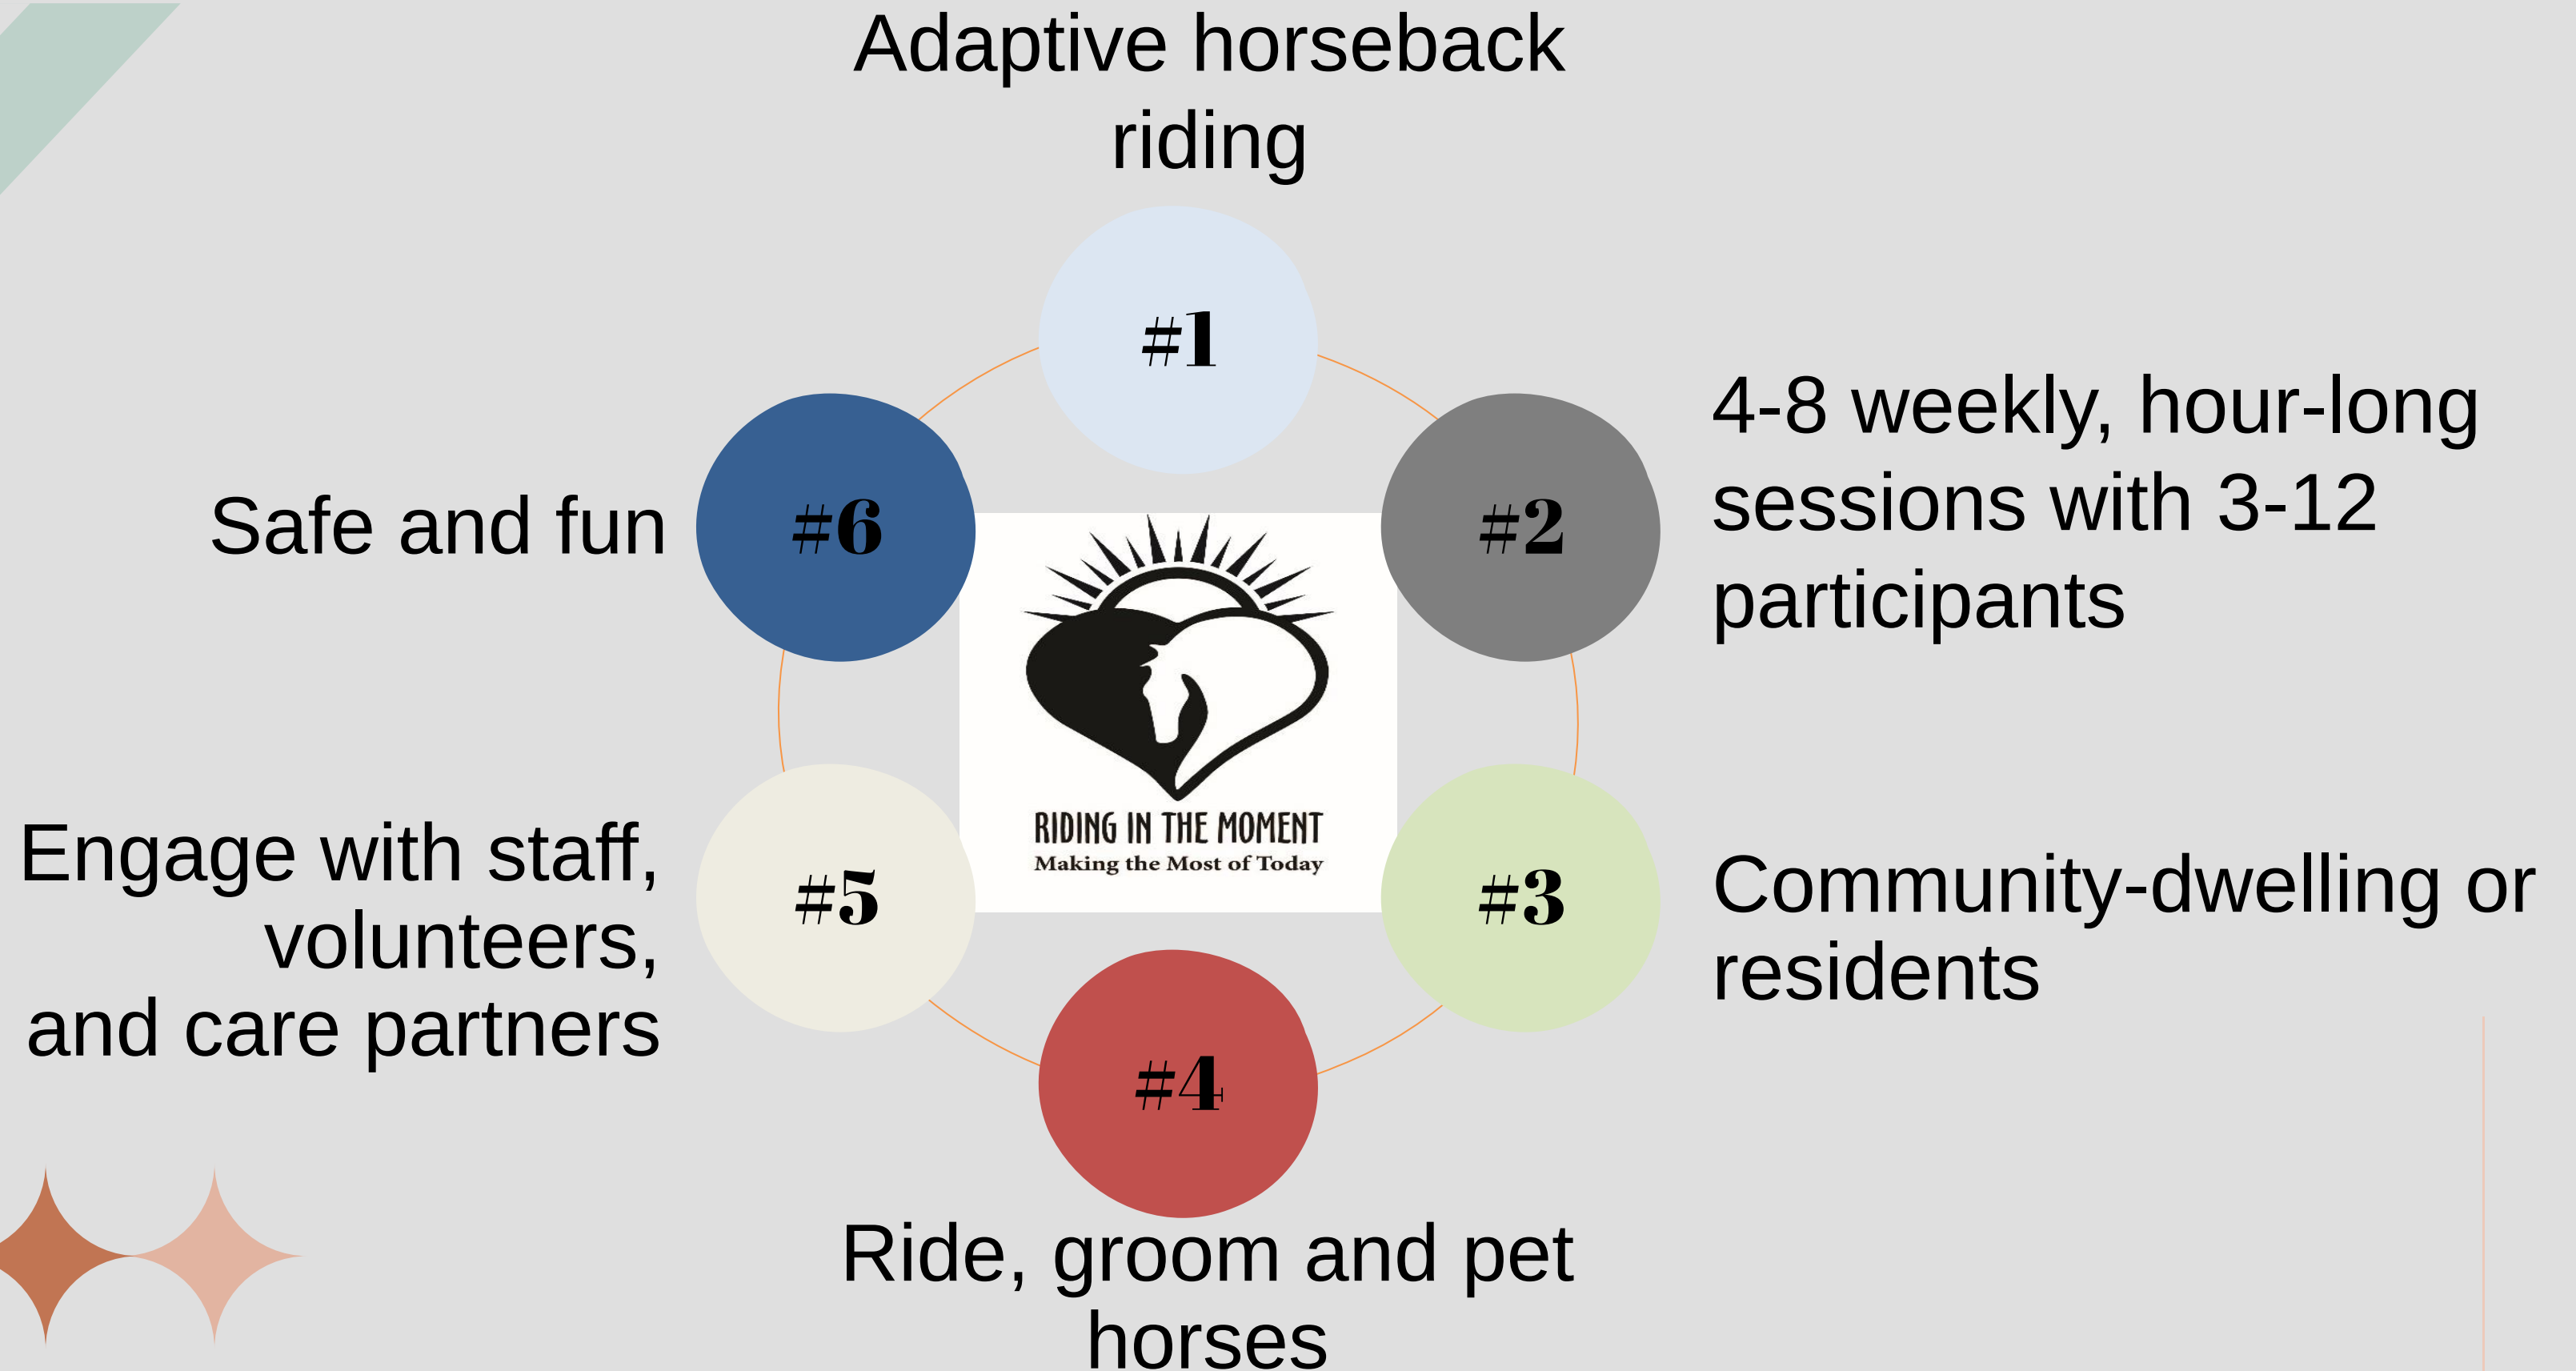 Adaptive horseback
riding
#1
#2
4-8 weekly, hour-long
sessions with 3-12
participants
#3
Community-dwelling or
residents
#4
Ride, groom and pet
horses
#5
Engage with staff,
volunteers,
and care partners
#6
Safe and fun
RIDING IN THE MOMENT
Making the Most of Today